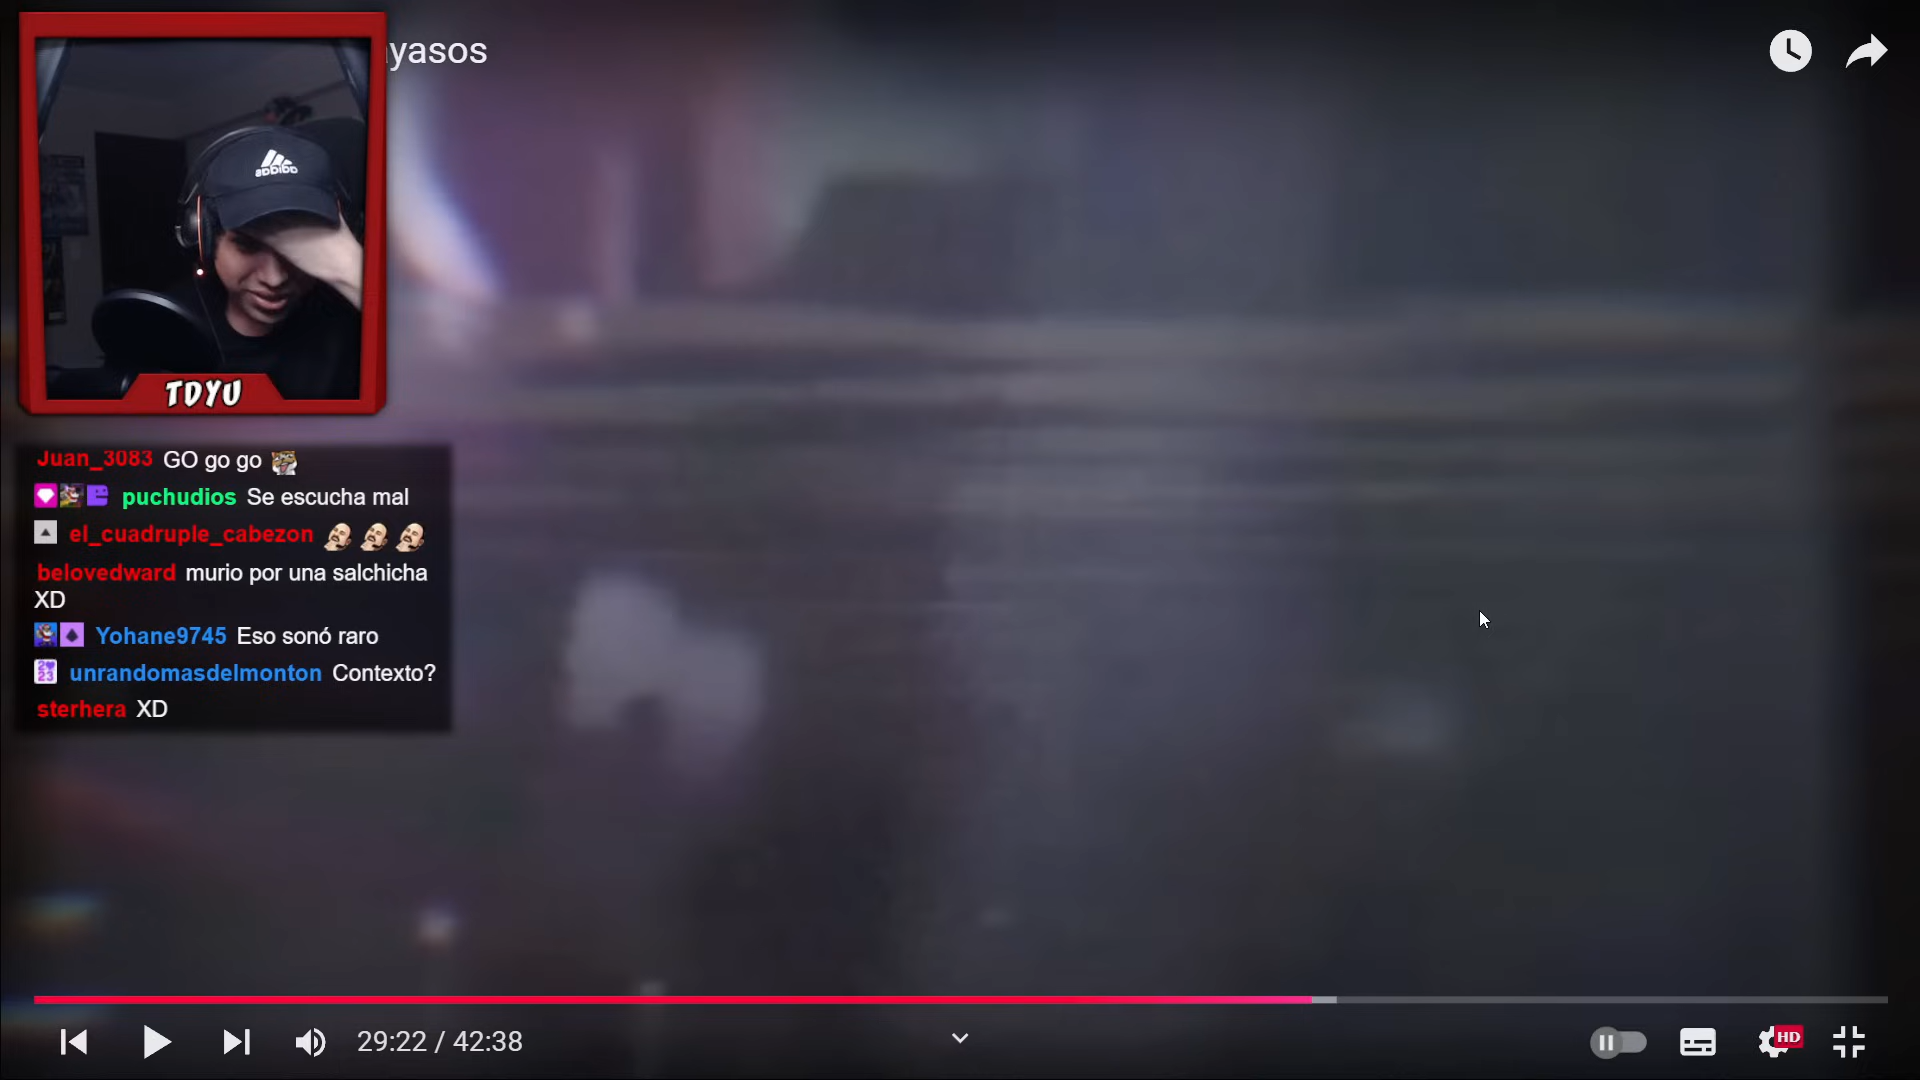 yasos
adidas
TDYU
Juan_3083 GO go go
puchudios Se escucha mal
el_cuadruple_cabezon
belovedward murio por una salchicha
XD
Yohane9745 Eso sonó raro
unrandomasdelmonton Contexto?
sterhera XD
29:22 / 42:38
HD